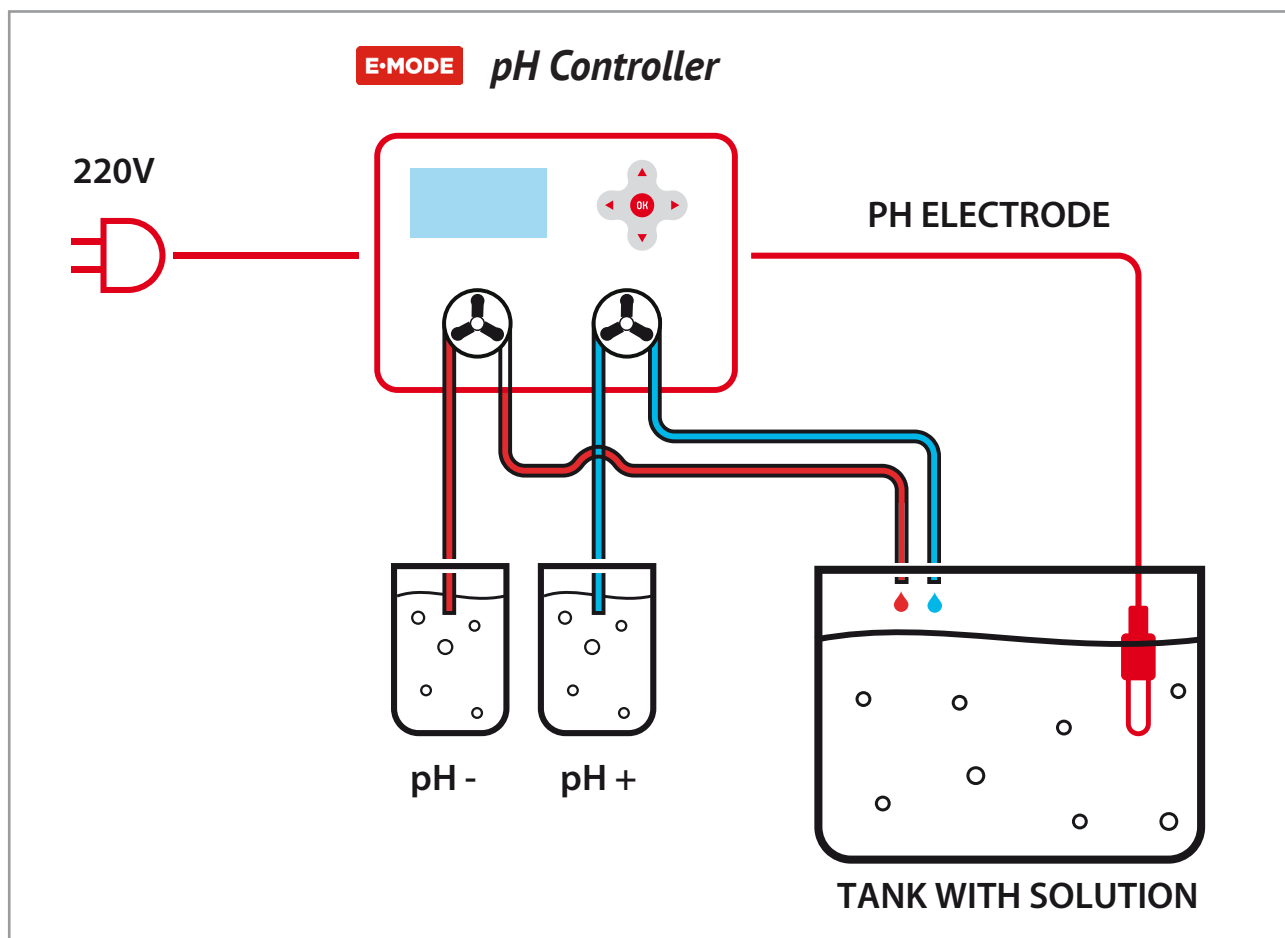 E•MODE pH Controller
220V
OK
PH ELECTRODE
pH -
pH +
TANK WITH SOLUTION